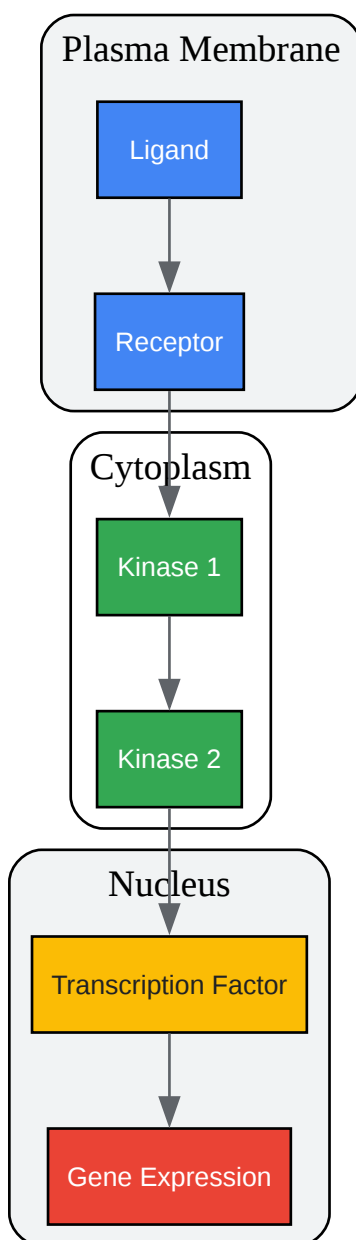 Plasma Membrane
Ligand
Receptor
Cytoplasm
Kinase 1
Kinase 2
Nucleus
Transcription Factor
Gene Expression